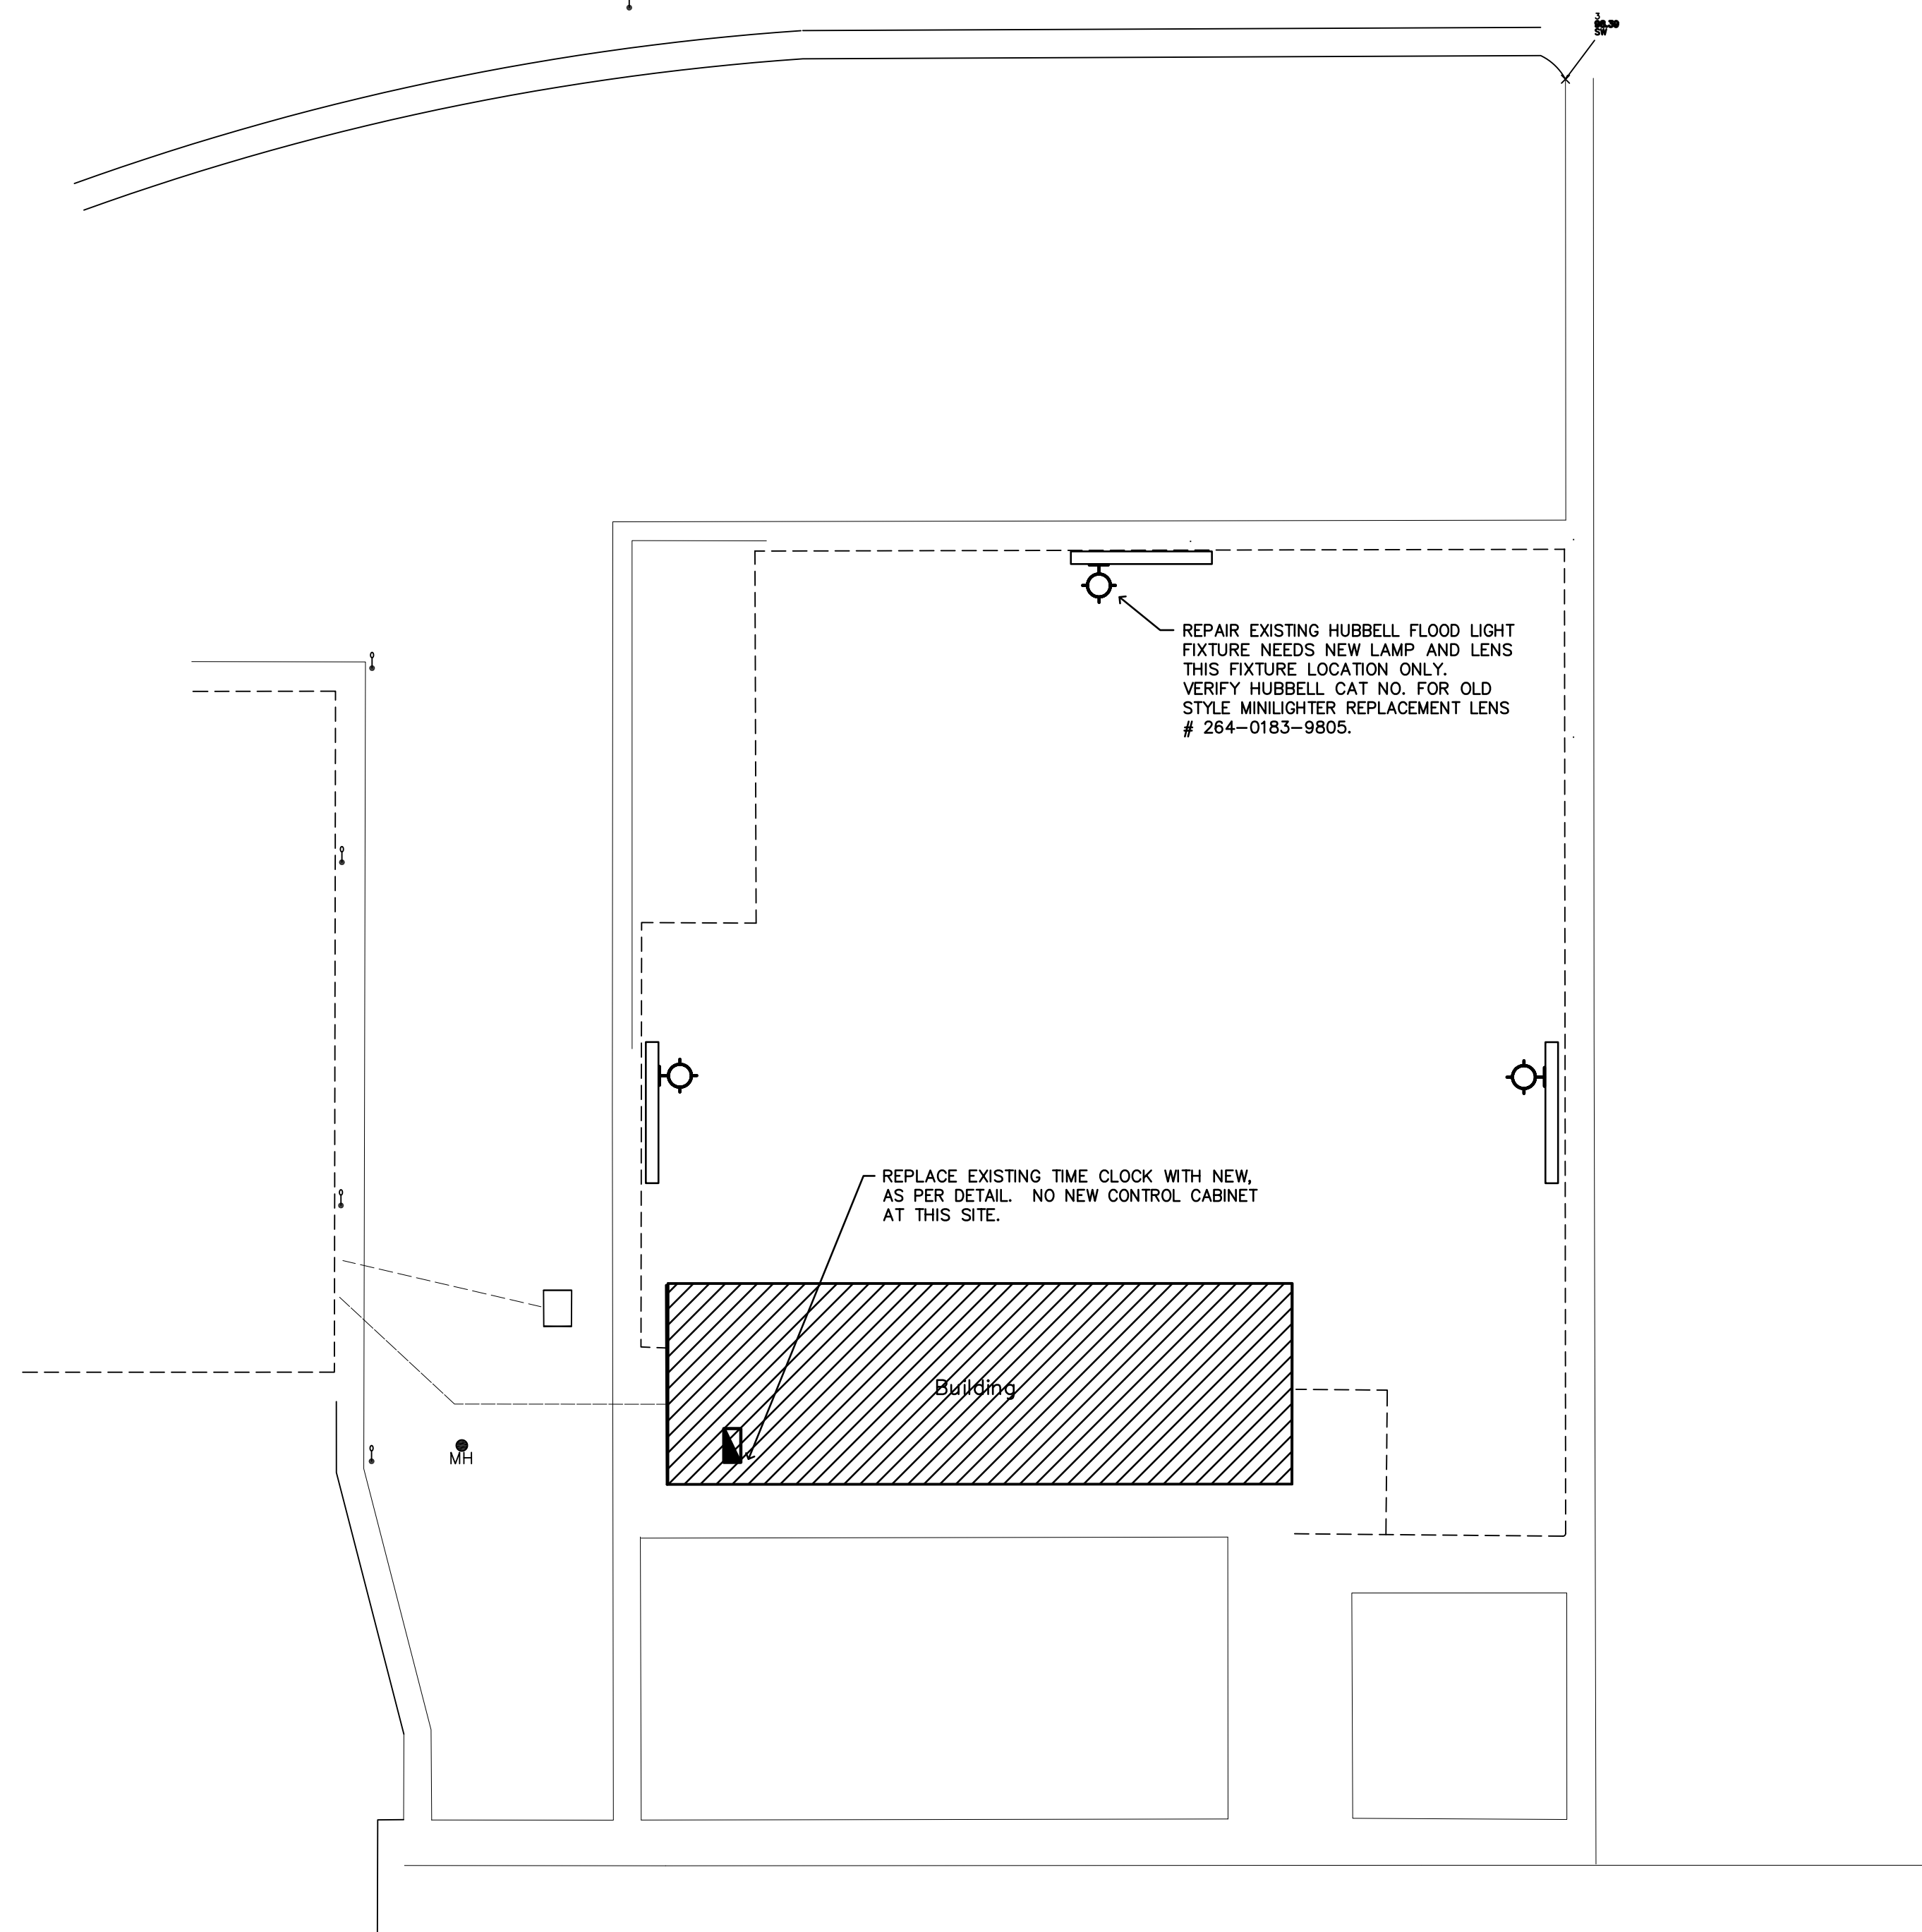 3
SW
REPAIR EXISTING HUBBELL FLOOD LIGHT
FIXTURE NEEDS NEW LAMP AND LENS
THIS FIXTURE LOCATION ONLY.
VERIFY HUBBELL CAT NO. FOR OLD
STYLE MINILIGHTER REPLACEMENT LENS
# 264-0183-9805.
REPLACE EXISTING TIME CLOCK WITH NEW,
AS PER DETAIL. NO NEW CONTROL CABINET
AT THIS SITE.
Building
MH